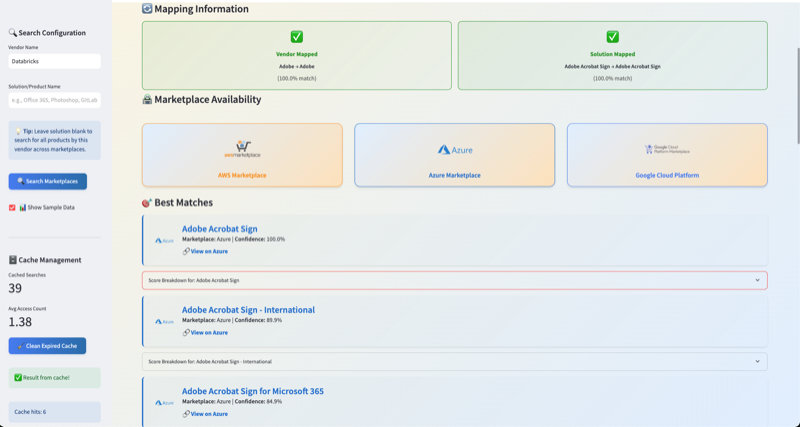 Search Configuration
Vendor Name
Databricks
Solution/Product Name
e.g., Office 365, Photoshop, GitLab
Tip: Leave solution blank to
search for all products by this
vendor across marketplaces.
Search Marketplaces
Show Sample Data
Cache Management
Cached Searches
39
Avg Access Count
1.38
Clean Expired Cache
Result from cache!
Cache hits: 6
Mapping Information
Vendor Mapped
Adobe → Adobe
(100.0% match)
Solution Mapped
Adobe Acrobat Sign → Adobe Acrobat Sign
(100.0% match)
Marketplace Availability
awsmarketplace
AWS Marketplace
Azure
Azure Marketplace
Google Cloud
Platform Marketplace
Google Cloud Platform
Best Matches
Azure
Adobe Acrobat Sign
Marketplace: Azure | Confidence: 100.0%
View on Azure
Score Breakdown for: Adobe Acrobat Sign
Azure
Adobe Acrobat Sign - International
Marketplace: Azure | Confidence: 89.9%
View on Azure
Score Breakdown for: Adobe Acrobat Sign - International
Azure
Adobe Acrobat Sign for Microsoft 365
Marketplace: Azure | Confidence: 84.9%
View on Azure